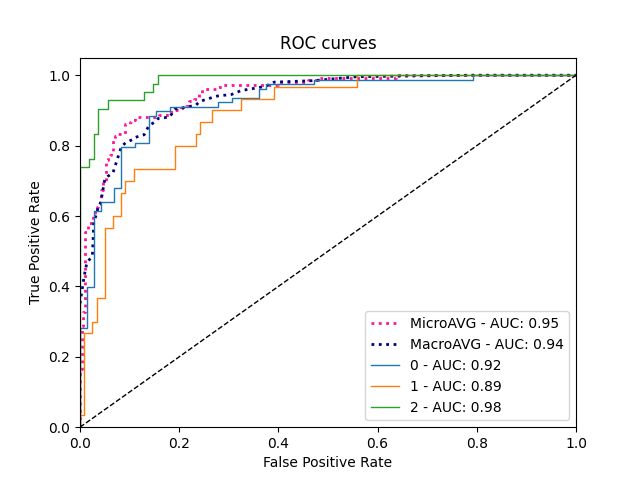 ROC curves
True Positive Rate
1.0
0.8
0.6
0.4
0.2
0.0
MicroAVG - AUC: 0.95
MacroAVG - AUC: 0.94
0 - AUC: 0.92
1 - AUC: 0.89
2 - AUC: 0.98
0.0 0.2 0.4 0.6 0.8 1.0
False Positive Rate